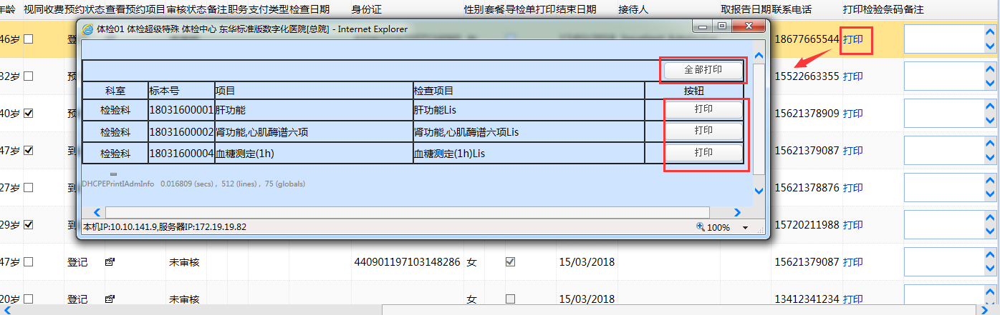 年龄 视同收费 预约状态 查看预约项目 审核状态 备注 职务 支付类型 检查日期 身份证 性别 套餐 导检单打印 结束日期 接待人 取报告日期 联系电话 打印检验条码 备注
体检01 体检超级特殊 体检中心 东华标准版数字化医院[总院] - Internet Explorer
46岁 18677665544 打印
全部打印
32岁 15522663355 打印
科室 标本号 项目 检查项目 按钮
40岁 检验科 18031600001 肝功能 肝功能Lis 打印 15621378909 打印
检验科 18031600002 肾功能,心肌酶谱六项 肾功能,心肌酶谱六项Lis 打印
47岁 检验科 18031600004 血糖测定(1h) 血糖测定(1h)Lis 打印 15621379087 打印
DHCPEPrintIAdmInfo 0.016809 (secs) , 512 (lines) , 75 (globals)
27岁 15621378876 打印
29岁 15720211988 打印
本机IP:10.10.141.9,服务器IP:172.19.19.82 100%
47岁 登记 未审核 440901197103148286 女 15/03/2018 15621379087 打印
20岁 登记 未审核 女 15/03/2018 13412341234 打印